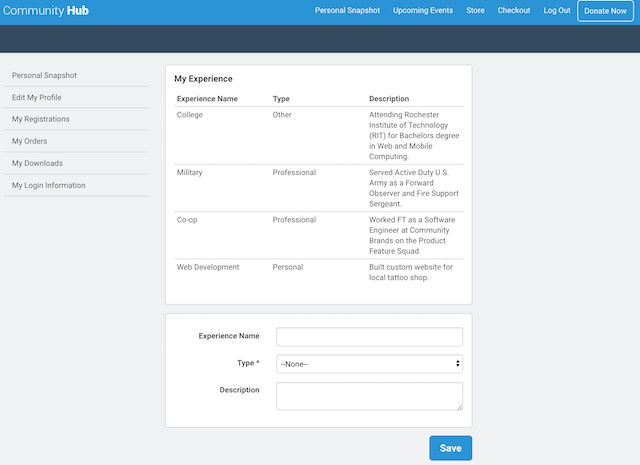 Community Hub
Personal Snapshot Upcoming Events Store Checkout Log Out Donate Now
Personal Snapshot
Edit My Profile
My Registrations
My Orders
My Downloads
My Login Information
My Experience
Experience Name Type Description
College Other Attending Rochester
Institute of Technology
(RIT) for Bachelors degree
in Web and Mobile
Computing.
Military Professional Served Active Duty U.S.
Army as a Forward
Observer and Fire Support
Sergeant.
Co-op Professional Worked FT as a Software
Engineer at Community
Brands on the Product
Feature Squad.
Web Development Personal Built custom website for
local tattoo shop.
Experience Name
Type * --None--
Description
Save